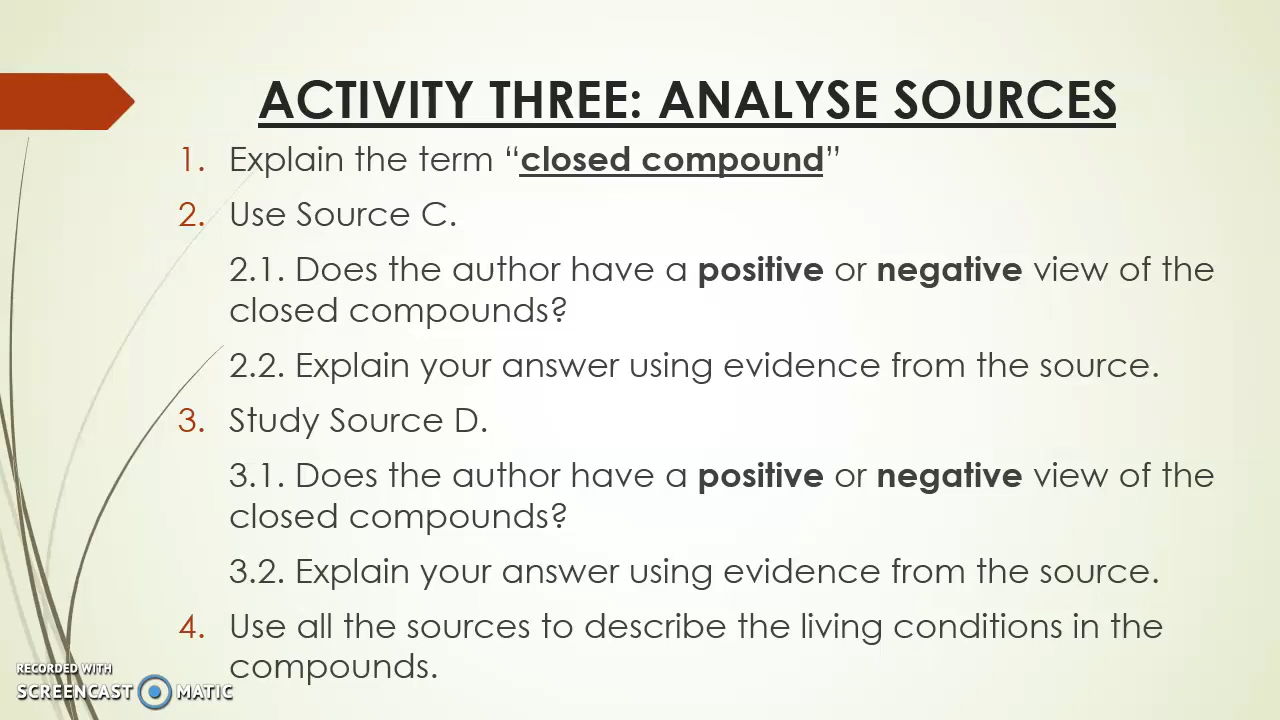 ACTIVITY THREE: ANALYSE SOURCES
1. Explain the term “closed compound”
2. Use Source C.
2.1. Does the author have a positive or negative view of the
closed compounds?
2.2. Explain your answer using evidence from the source.
3. Study Source D.
3.1. Does the author have a positive or negative view of the
closed compounds?
3.2. Explain your answer using evidence from the source.
4. Use all the sources to describe the living conditions in the
compounds.
RECORDED WITH
SCREENCAST MATIC